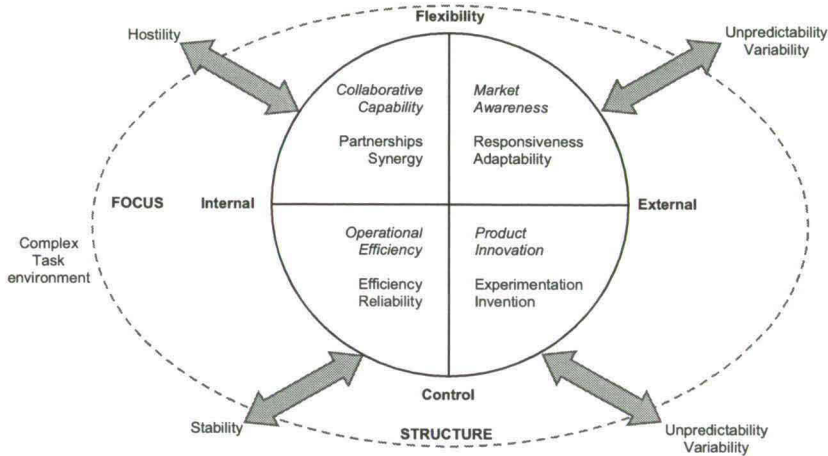 Flexibility
Hostility
Unpredictability
Variability
Collaborative
Capability
Market
Awareness
Partnerships
Synergy
Responsiveness
Adaptability
FOCUS
Internal
External
Complex
Task
environment
Operational
Efficiency
Product
Innovation
Efficiency
Reliability
Experimentation
Invention
Control
Stability
STRUCTURE
Unpredictability
Variability